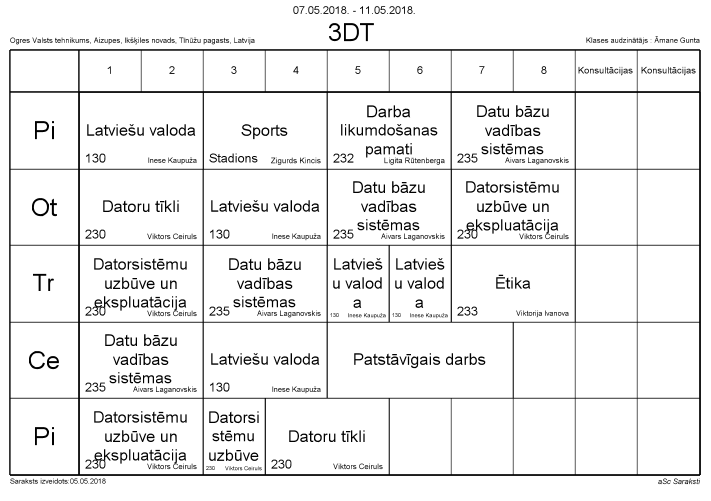 07.05.2018. - 11.05.2018.
3DT
Ogres Valsts tehnikums, Aizupes, Ikšķiles novads, Tīnūžu pagasts, Latvija
Klases audzinātājs : Āmane Gunta
1 2 3 4 5 6 7 8 Konsultācijas Konsultācijas
Pi
Latviešu valoda
130 Inese Kaupuža
Sports
Stadions Zigurds Kincis
Darba
likumdošanas
pamati
232 Ligita Rūtenberga
Datu bāzu
vadības
sistēmas
235 Aivars Laganovskis
Ot
Datoru tīkli
230 Viktors Ceiruls
Latviešu valoda
130 Inese Kaupuža
Datu bāzu
vadības
sistēmas
235 Aivars Laganovskis
Datorsistēmu
uzbūve un
ekspluatācija
230 Viktors Ceiruls
Tr
Datorsistēmu
uzbūve un
ekspluatācija
230 Viktors Ceiruls
Datu bāzu
vadības
sistēmas
235 Aivars Laganovskis
Latvieš
u valod
a
130 Inese Kaupuža
Latvieš
u valod
a
130 Inese Kaupuža
Ētika
233 Viktorija Ivanova
Ce
Datu bāzu
vadības
sistēmas
235 Aivars Laganovskis
Latviešu valoda
130 Inese Kaupuža
Patstāvīgais darbs
Pi
Datorsistēmu
uzbūve un
ekspluatācija
230 Viktors Ceiruls
Datorsi
stēmu
uzbūve
230 Viktors Ceiruls
Datoru tīkli
230 Viktors Ceiruls
Saraksts izveidots:05.05.2018
aSc Saraksti